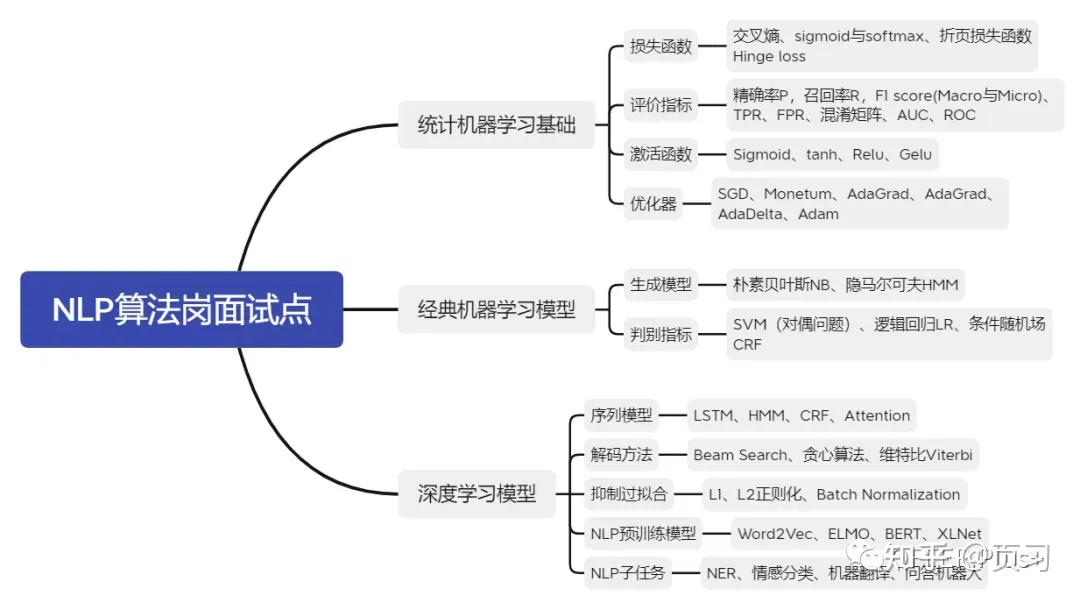 NLP算法岗面试点
统计机器学习基础
损失函数
交叉熵、sigmoid与softmax、折页损失函数
Hinge loss
评价指标
精确率P，召回率R，F1 score(Macro与Micro)、
TPR、FPR、混淆矩阵、AUC、ROC
激活函数
Sigmoid、tanh、Relu、Gelu
优化器
SGD、Monetum、AdaGrad、AdaGrad、
AdaDelta、Adam
经典机器学习模型
生成模型
朴素贝叶斯NB、隐马尔可夫HMM
判别指标
SVM（对偶问题）、逻辑回归LR、条件随机场
CRF
深度学习模型
序列模型
LSTM、HMM、CRF、Attention
解码方法
Beam Search、贪心算法、维特比Viterbi
抑制过拟合
L1、L2正则化、Batch Normalization
NLP预训练模型
Word2Vec、ELMO、BERT、XLNet
NLP子任务
NER、情感分类、机器翻译、问答机器人
知乎